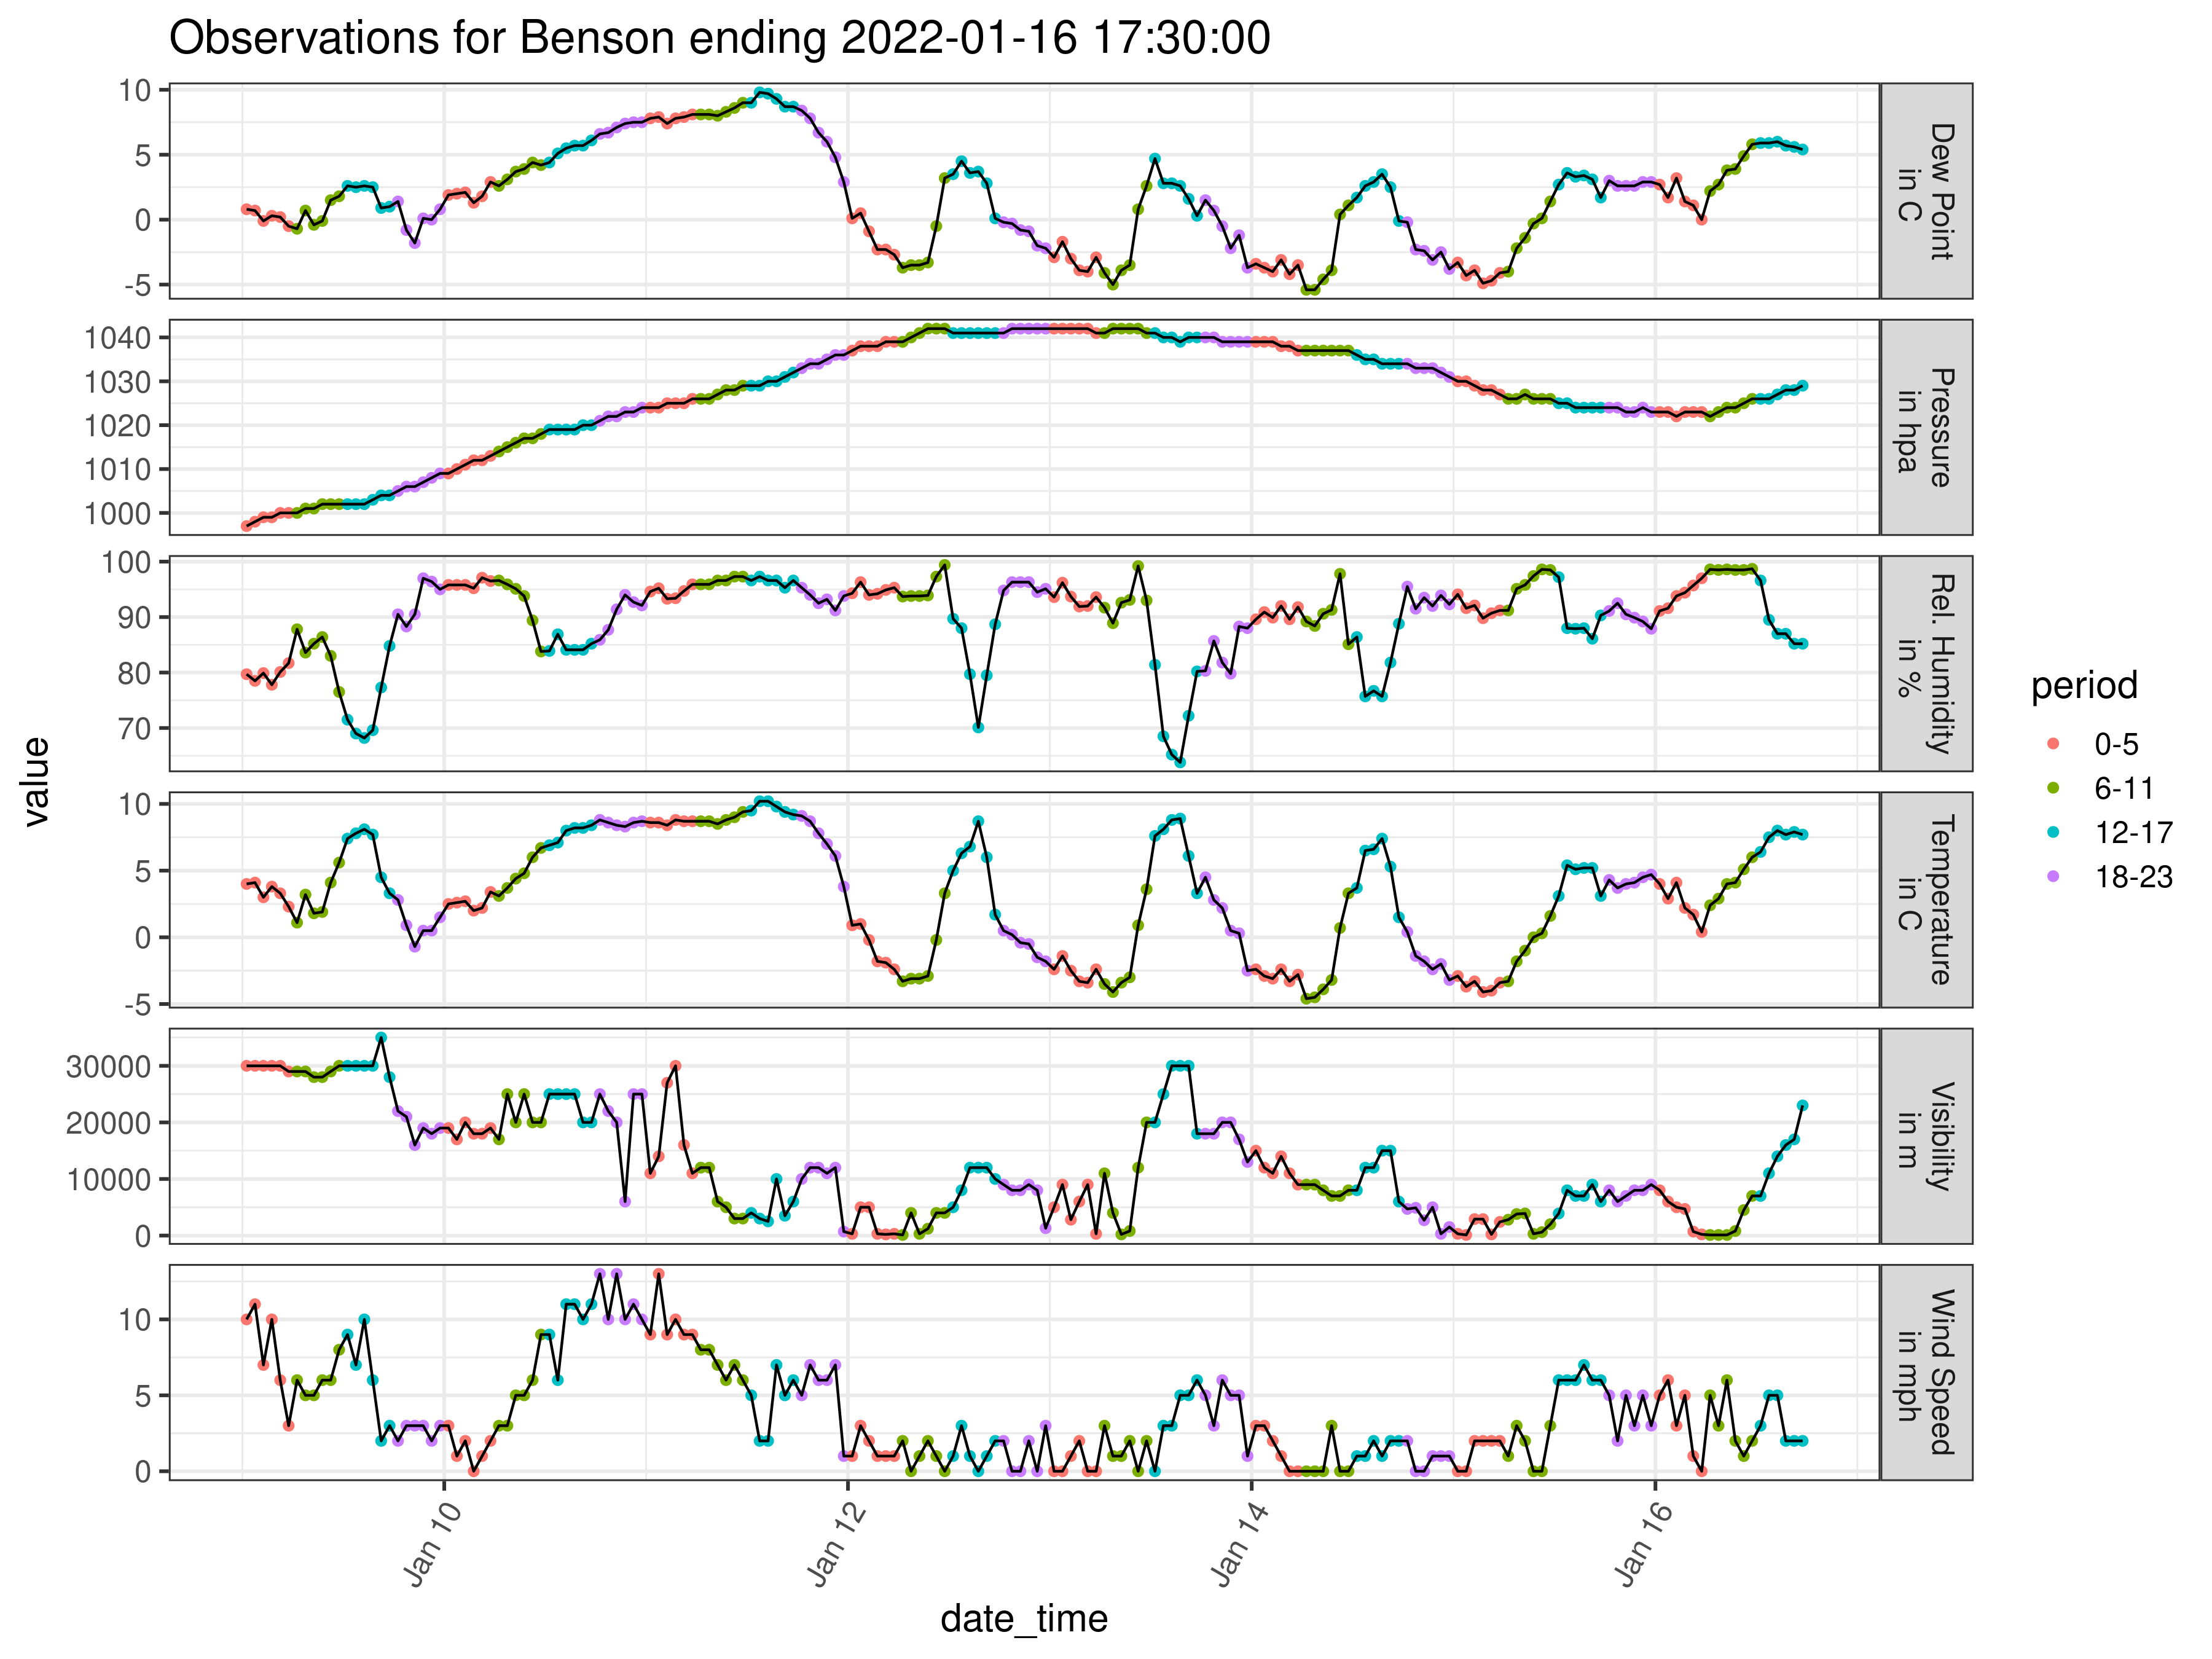 Observations for Benson ending 2022-01-16 17:30:00
value
10
5
0
-5
Dew Point
in C
1040
1030
1020
1010
1000
Pressure
in hpa
100
90
80
70
Rel. Humidity
in %
10
5
0
-5
Temperature
in C
30000
20000
10000
0
Visibility
in m
10
5
0
Wind Speed
in mph
Jan 10
Jan 12
Jan 14
Jan 16
date_time
period
0-5
6-11
12-17
18-23